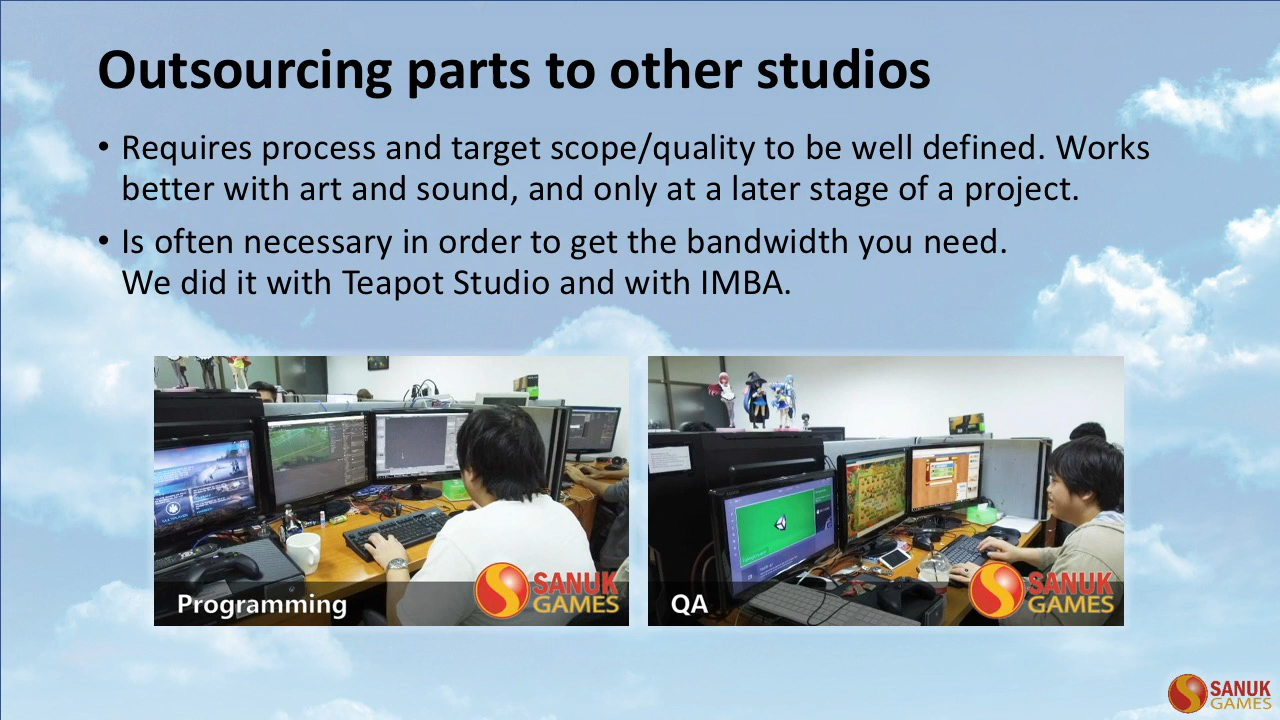 Outsourcing parts to other studios
• Requires process and target scope/quality to be well defined. Works
better with art and sound, and only at a later stage of a project.
• Is often necessary in order to get the bandwidth you need.
We did it with Teapot Studio and with IMBA.
Programming
SANUK
GAMES
QA
SANUK
GAMES
SANUK
GAMES